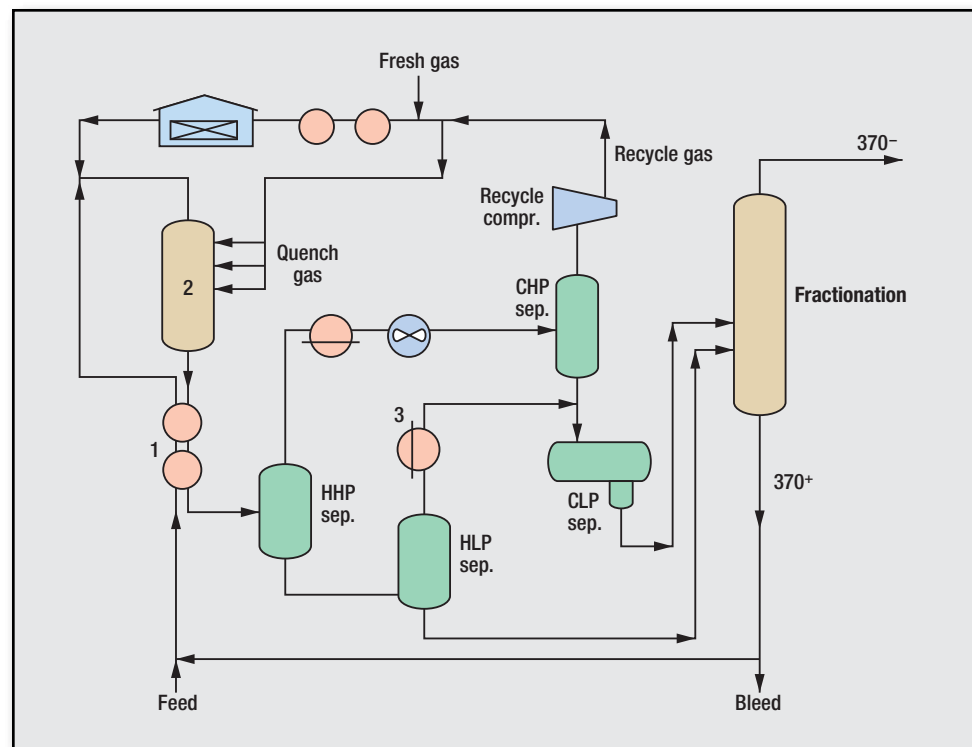 Fresh gas
370⁻
Recycle gas
Recycle
compr.
Quench
gas
2
CHP
sep.
Fractionation
3
1
HHP
sep.
CLP
sep.
370⁺
HLP
sep.
Feed
Bleed